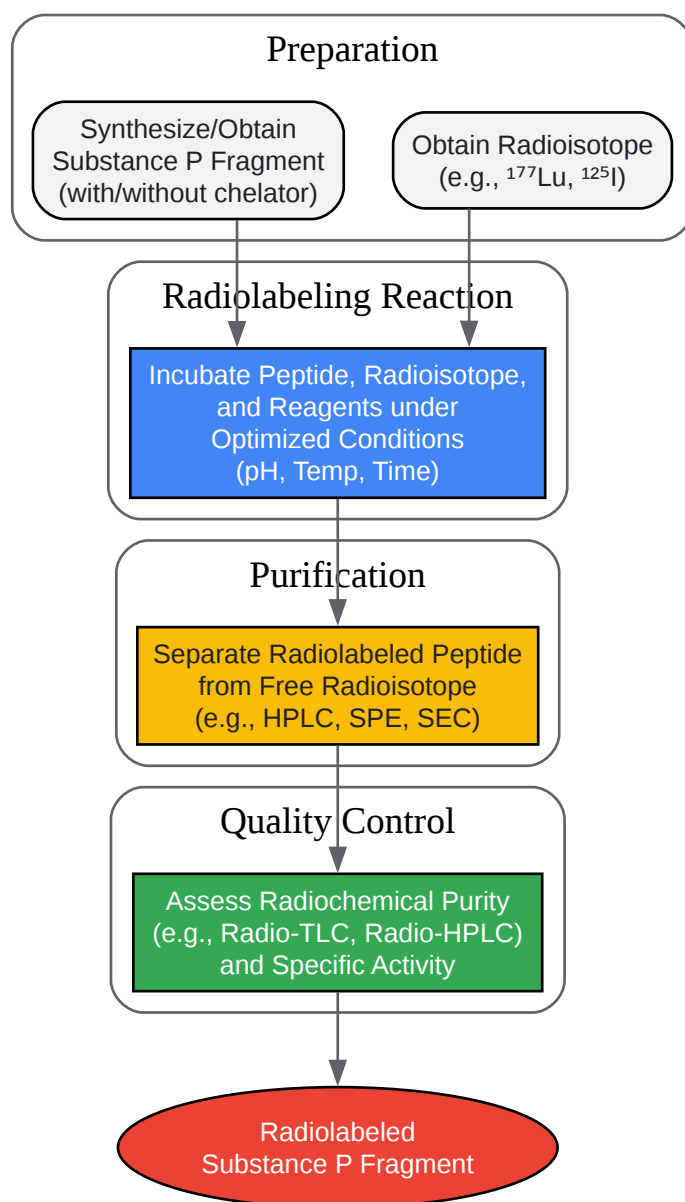 Preparation
Synthesize/Obtain
Substance P Fragment
(with/without chelator)
Obtain Radioisotope
(e.g., ¹⁷⁷Lu, ¹²⁵I)
Radiolabeling Reaction
Incubate Peptide, Radioisotope,
and Reagents under
Optimized Conditions
(pH, Temp, Time)
Purification
Separate Radiolabeled Peptide
from Free Radioisotope
(e.g., HPLC, SPE, SEC)
Quality Control
Assess Radiochemical Purity
(e.g., Radio-TLC, Radio-HPLC)
and Specific Activity
Radiolabeled
Substance P Fragment